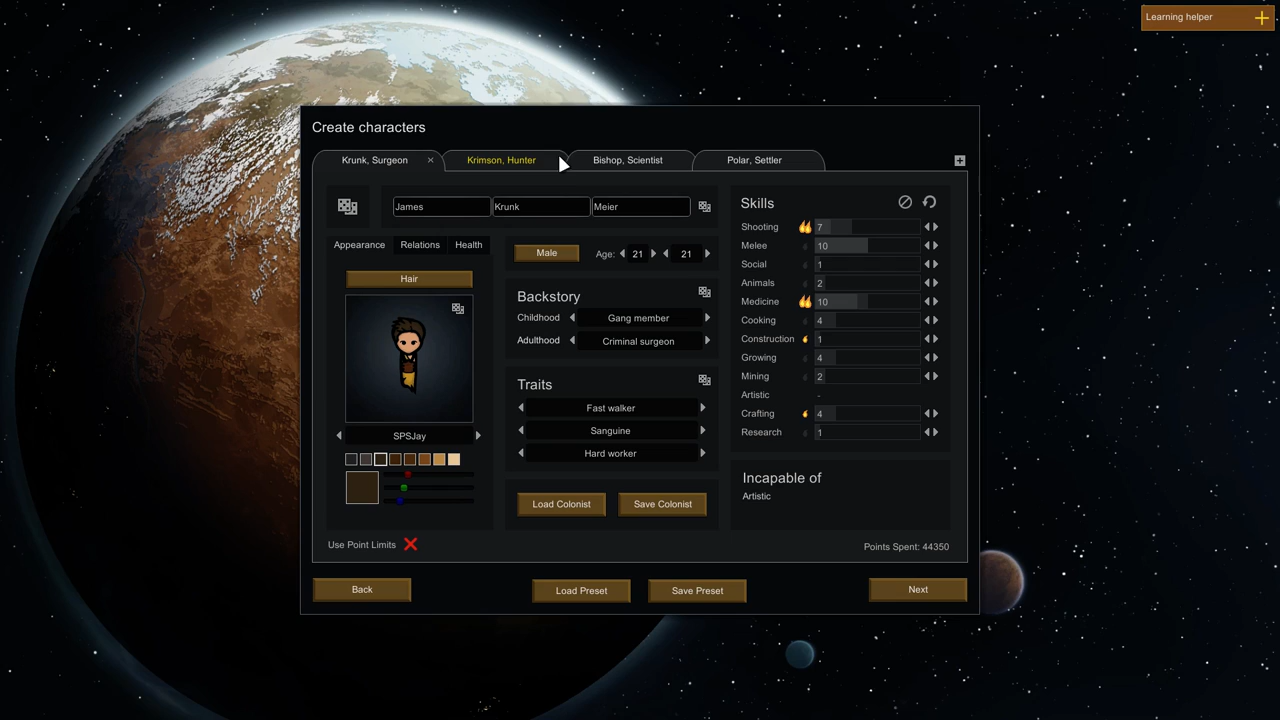 Learning helper
Create characters
Krunk, Surgeon
Krimson, Hunter
Bishop, Scientist
Polar, Settler
James
Krunk
Meier
Appearance
Relations
Health
Hair
SPSJay
Male
Age: 21 21
Backstory
Childhood Gang member
Adulthood Criminal surgeon
Traits
Fast walker
Sanguine
Hard worker
Load Colonist
Save Colonist
Skills
Shooting 7
Melee 10
Social 1
Animals 2
Medicine 10
Cooking 4
Construction 1
Growing 4
Mining 2
Artistic -
Crafting 4
Research 1
Incapable of
Artistic
Use Point Limits
Points Spent: 44350
Back
Load Preset
Save Preset
Next